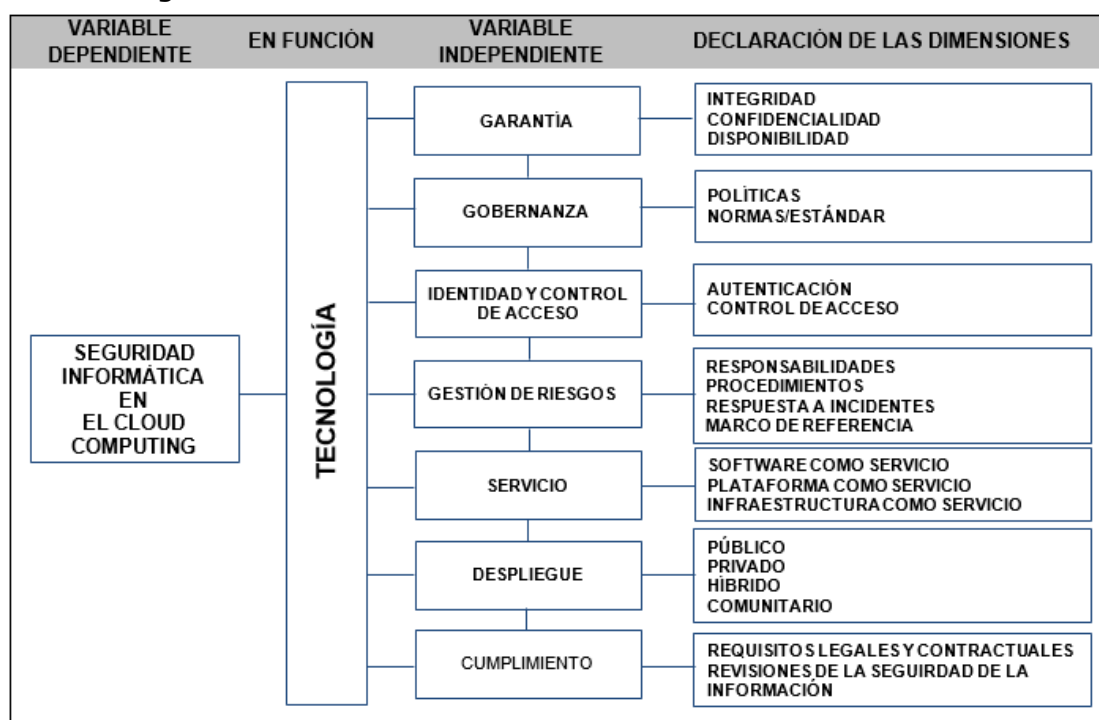 VARIABLE
DEPENDIENTE
EN FUNCIÓN
VARIABLE
INDEPENDIENTE
DECLARACIÓN DE LAS DIMENSIONES
SEGURIDAD
INFORMÁTICA
EN
EL CLOUD
COMPUTING
TECNOLOGÍA
GARANTÌA
INTEGRIDAD
CONFIDENCIALIDAD
DISPONIBILIDAD
GOBERNANZA
POLÌTICAS
NORMAS/ESTÁNDAR
IDENTIDAD Y CONTROL
DE ACCESO
AUTENTICACIÓN
CONTROL DE ACCESO
GESTIÓN DE RIESGOS
RESPONSABILIDADES
PROCEDIMIENTOS
RESPUESTA A INCIDENTES
MARCO DE REFERENCIA
SERVICIO
SOFTWARE COMO SERVICIO
PLATAFORMA COMO SERVICIO
INFRAESTRUCTURA COMO SERVICIO
DESPLIEGUE
PÚBLICO
PRIVADO
HÌBRIDO
COMUNITARIO
CUMPLIMIENTO
REQUISITOS LEGALES Y CONTRACTUALES
REVISIONES DE LA SEGUIRDAD DE LA
INFORMACIÓN